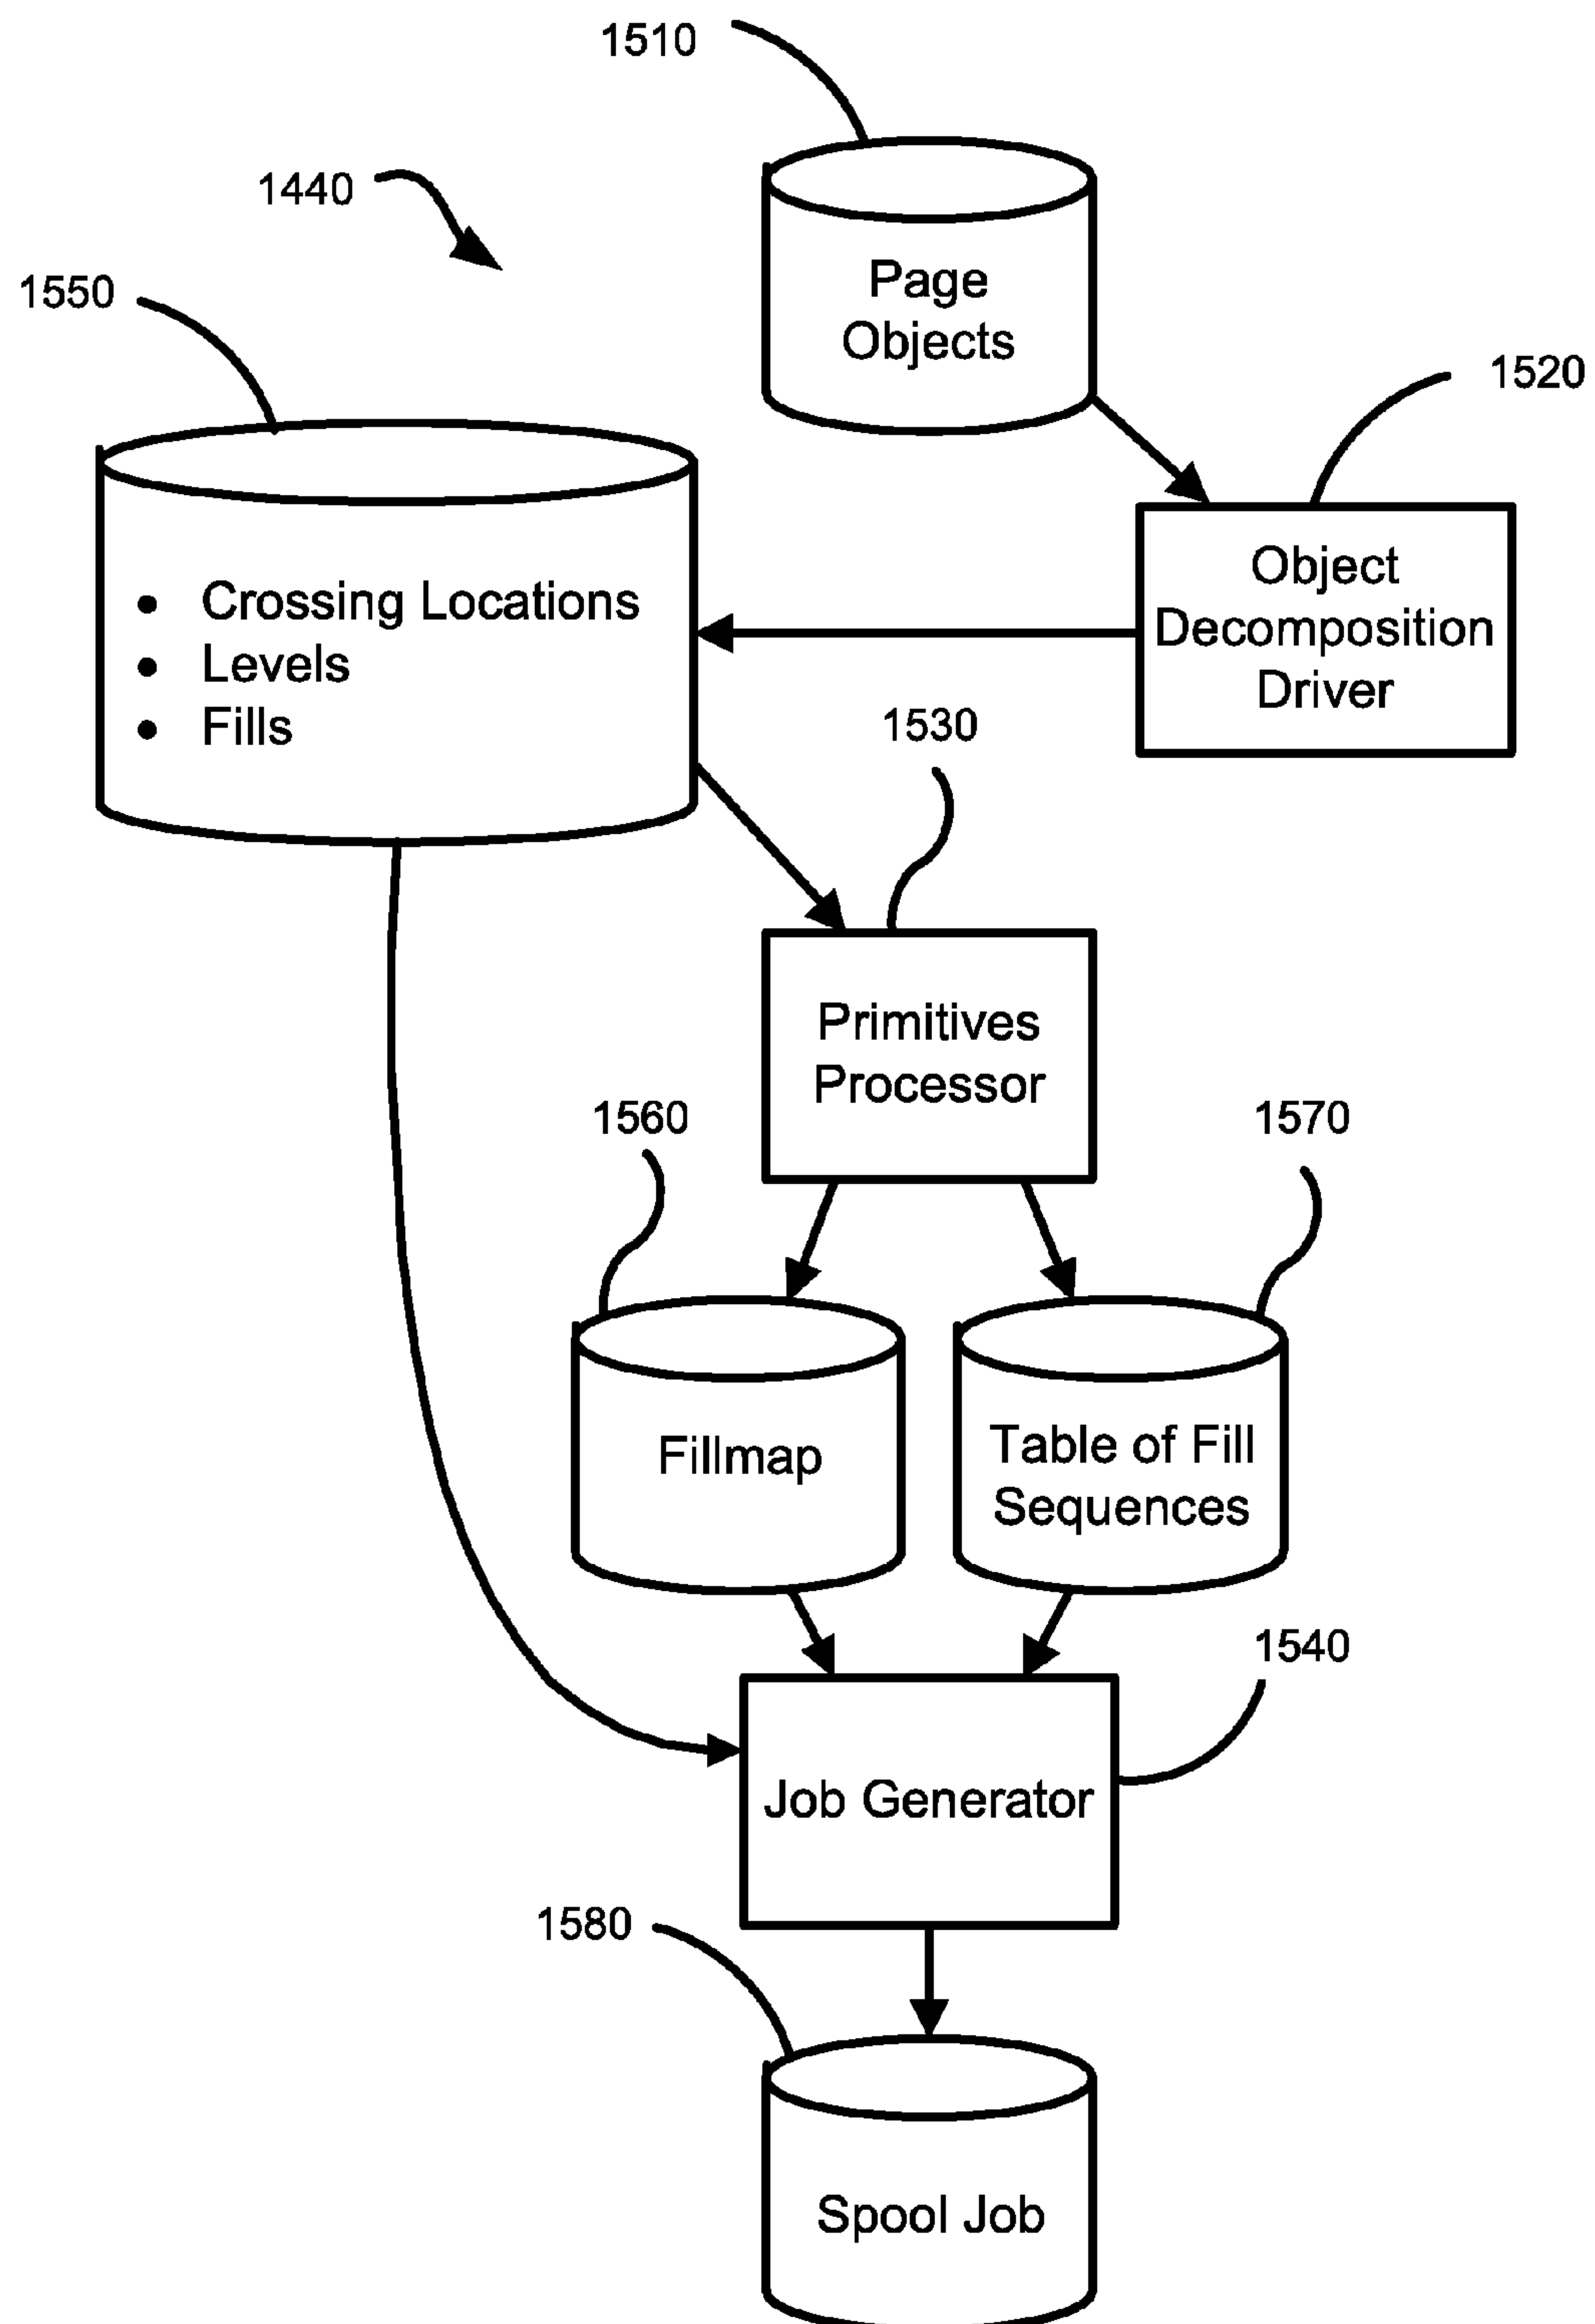 1510
1440
Page
Objects
1550
1520
Object
Decomposition
Driver
• Crossing Locations
• Levels
• Fills
1530
Primitives
Processor
1560
1570
Fillmap
Table of Fill
Sequences
1540
Job Generator
1580
Spool Job